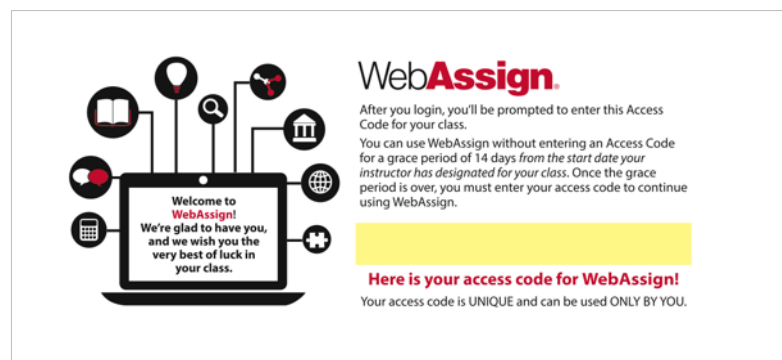 Welcome to
WebAssign!
We're glad to have you,
and we wish you the
very best of luck in
your class.
WebAssign.
After you login, you'll be prompted to enter this Access
Code for your class.
You can use WebAssign without entering an Access Code
for a grace period of 14 days from the start date your
instructor has designated for your class. Once the grace
period is over, you must enter your access code to continue
using WebAssign.
Here is your access code for WebAssign!
Your access code is UNIQUE and can be used ONLY BY YOU.